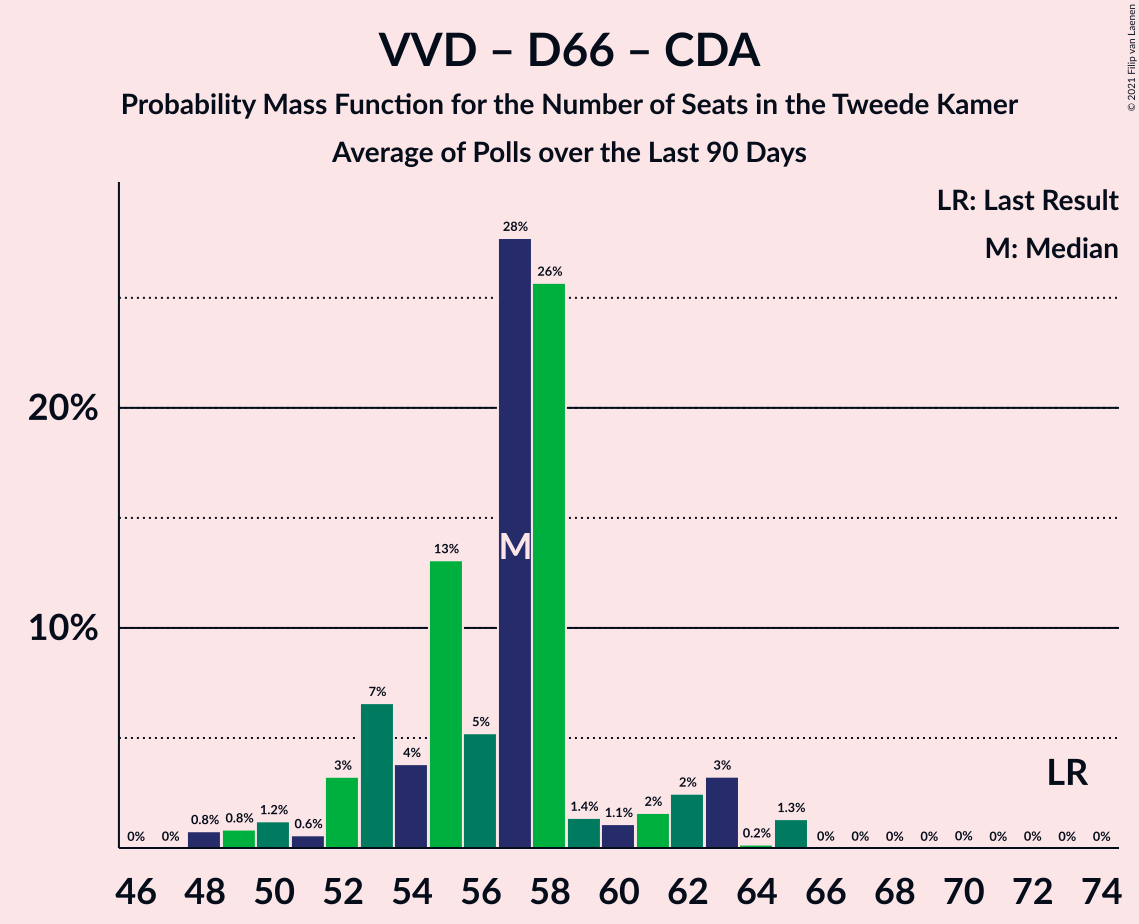 VVD – D66 – CDA
Probability Mass Function for the Number of Seats in the Tweede Kamer
Average of Polls over the Last 90 Days
© 2021 Filip van Laenen
LR: Last Result
M: Median
20%
10%
0% 0% 0.8% 0.8% 1.2% 0.6% 3% 7% 4% 13% 5% 28% 26% 1.4% 1.1% 2% 2% 3% 0.2% 1.3% 0% 0% 0% 0% 0% 0% 0% 0% 0%
M
LR
46 48 50 52 54 56 58 60 62 64 66 68 70 72 74